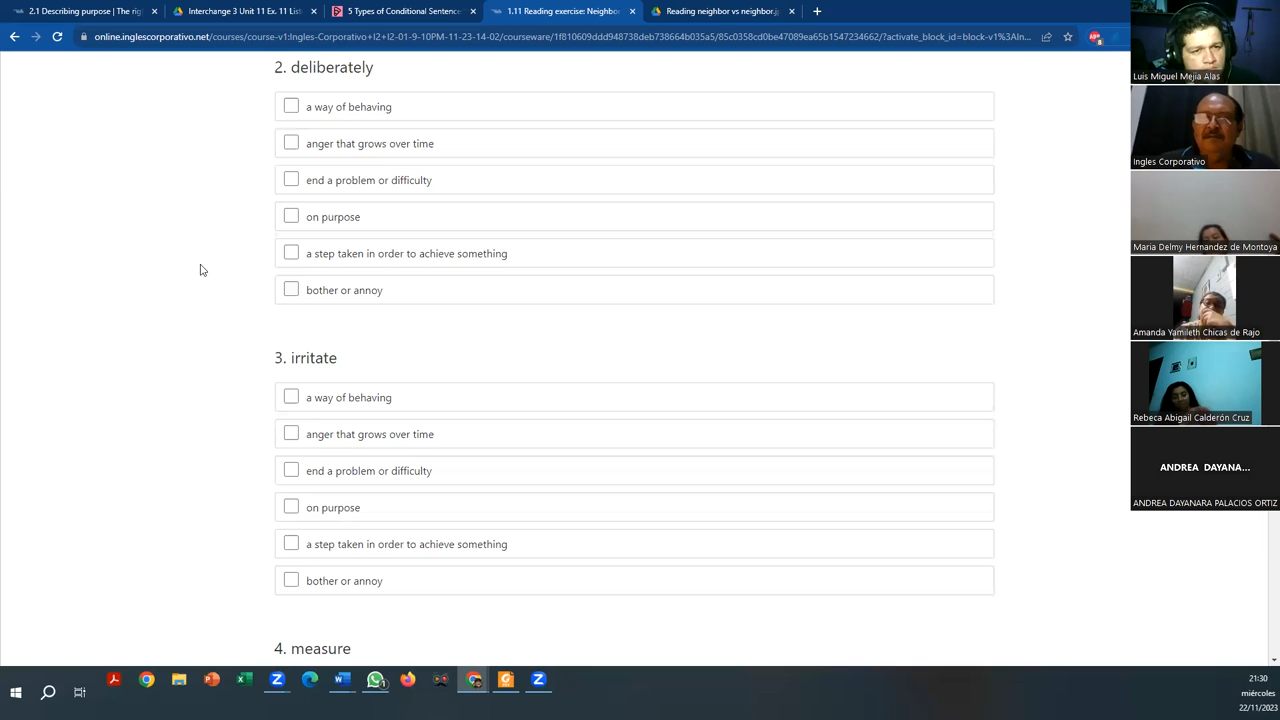 2.1 Describing purpose | The rig
Interchange 3 Unit 11 Ex. 11 List
5 Types of Conditional Sentence
1.11 Reading exercise: Neighbor
Reading neighbor vs neighbor.j
online.inglescorporativo.net/courses/course-v1:Ingles-Corporativo+I2+I2-01-9-10PM-11-23-14-02/courseware/1f810609ddd948738deb738664b035a5/85c0358cd0be47089ea65b1547234662/?activate_block_id=block-v1%3AIn...
2. deliberately
a way of behaving
anger that grows over time
end a problem or difficulty
on purpose
a step taken in order to achieve something
bother or annoy
3. irritate
a way of behaving
anger that grows over time
end a problem or difficulty
on purpose
a step taken in order to achieve something
bother or annoy
4. measure
Luis Miguel Mejia Alas
Ingles Corporativo
Maria Delmy Hernandez de Montoya
Amanda Yamileth Chicas de Rajo
Rebeca Abigail Calderón Cruz
ANDREA DAYANA...
ANDREA DAYANARA PALACIOS ORTIZ
21:30
miércoles
22/11/2023